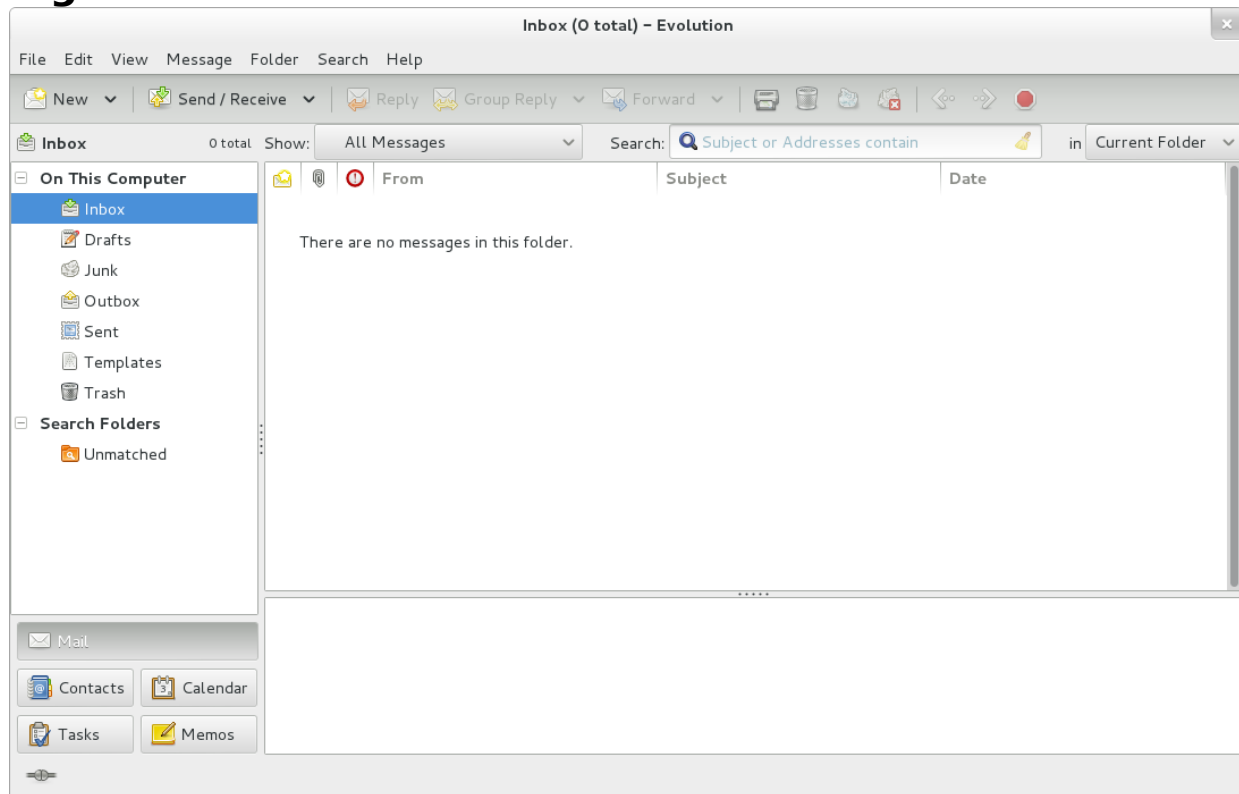 Inbox (0 total) – Evolution
File Edit View Message Folder Search Help
New Send / Receive Reply Group Reply Forward
Inbox 0 total Show: All Messages Search: Subject or Addresses contain in Current Folder
On This Computer
From Subject Date
Inbox
Drafts
There are no messages in this folder.
Junk
Outbox
Sent
Templates
Trash
Search Folders
Unmatched
Mail
Contacts Calendar
Tasks Memos